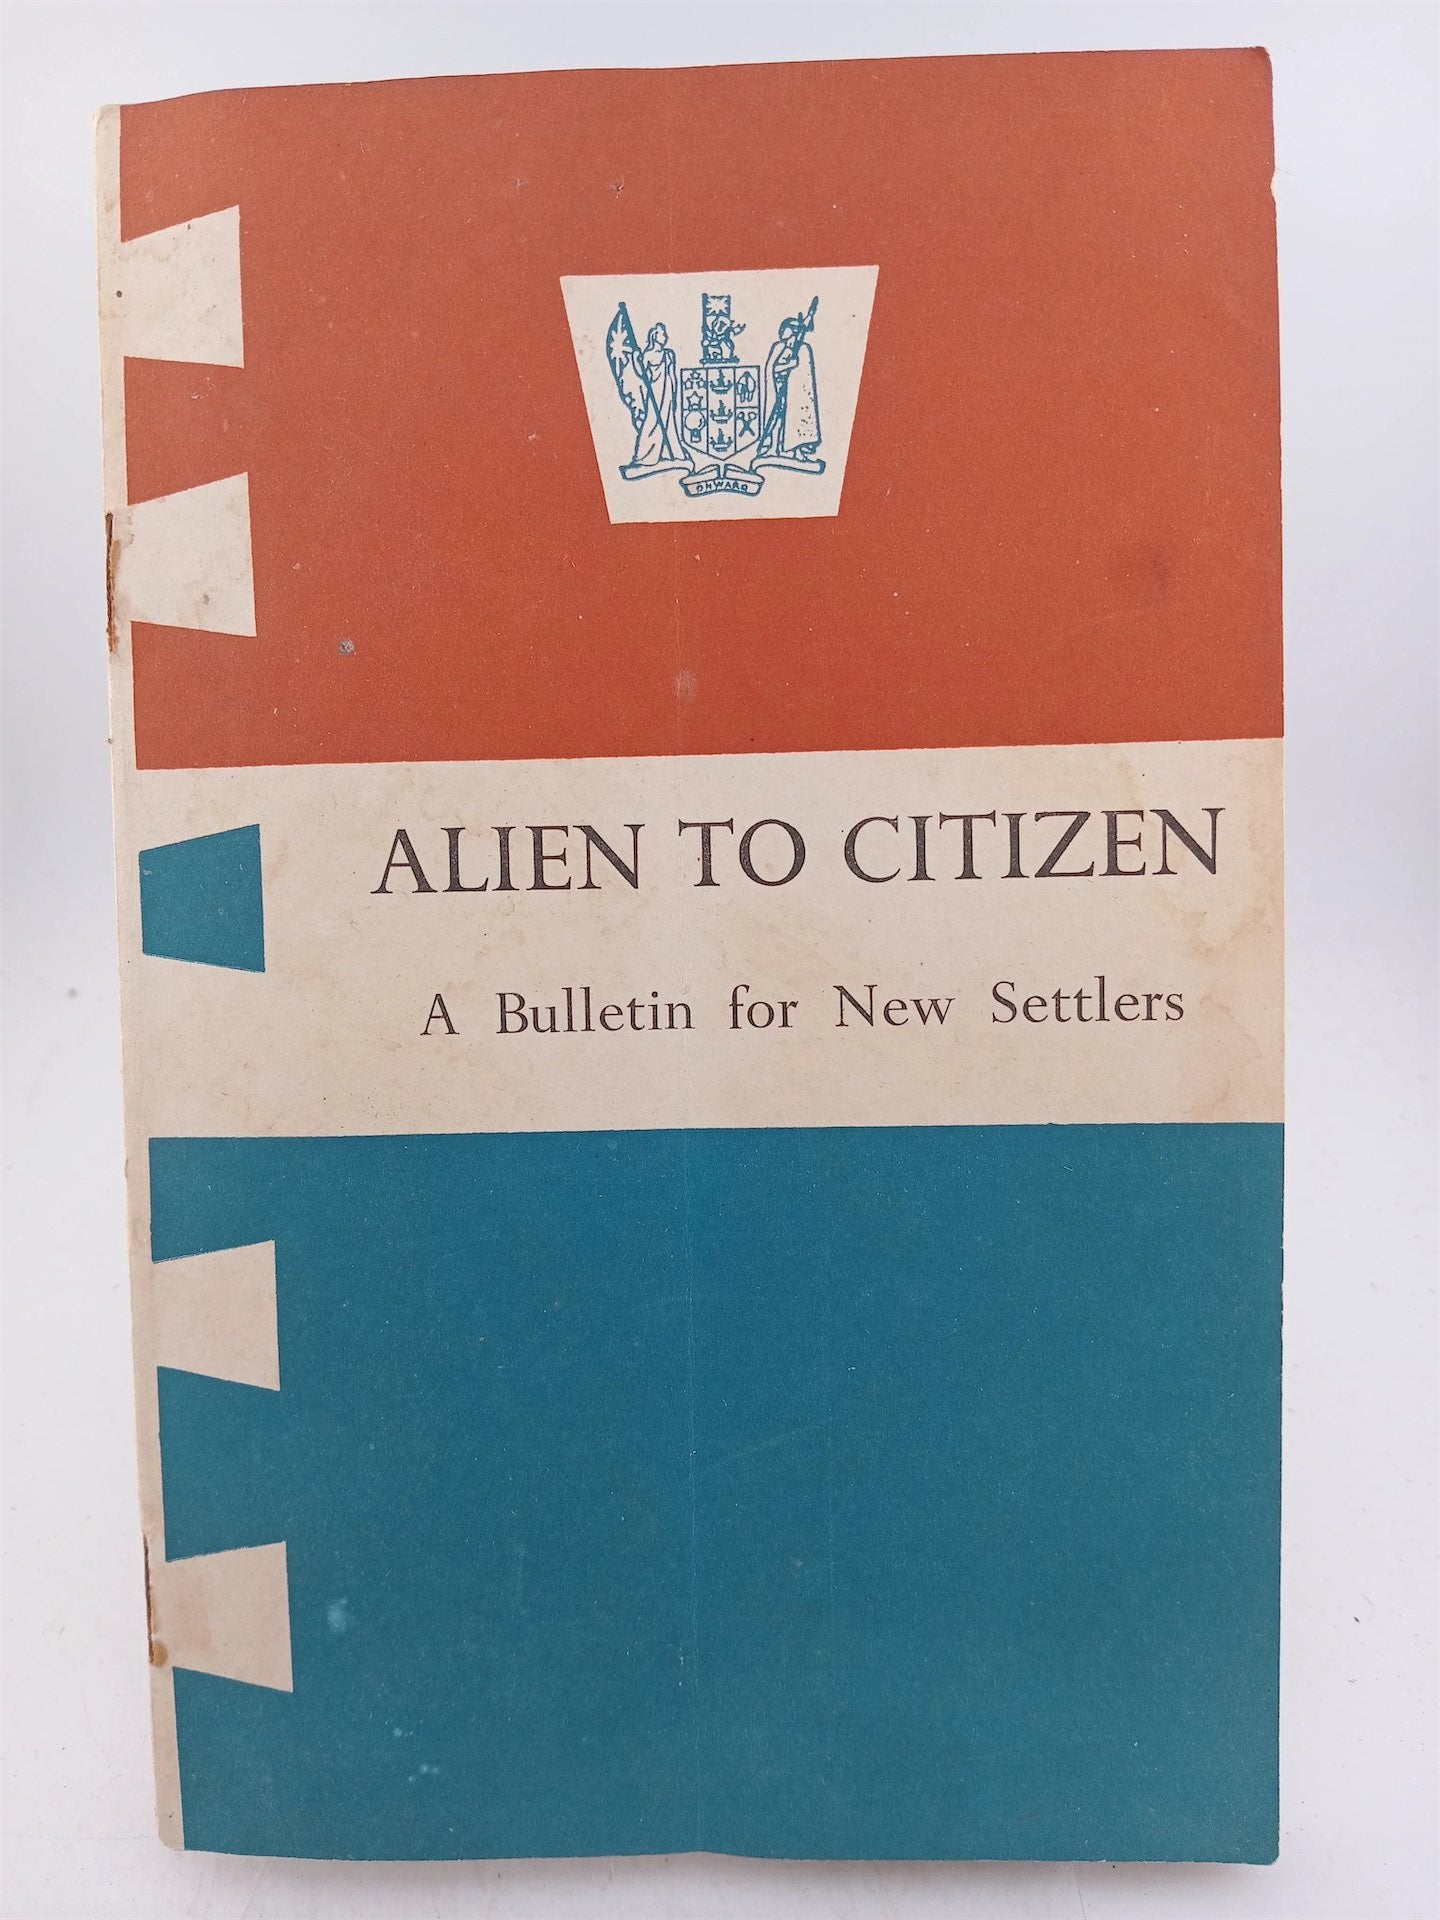 ONWARD
ALIEN TO CITIZEN
A Bulletin for New Settlers